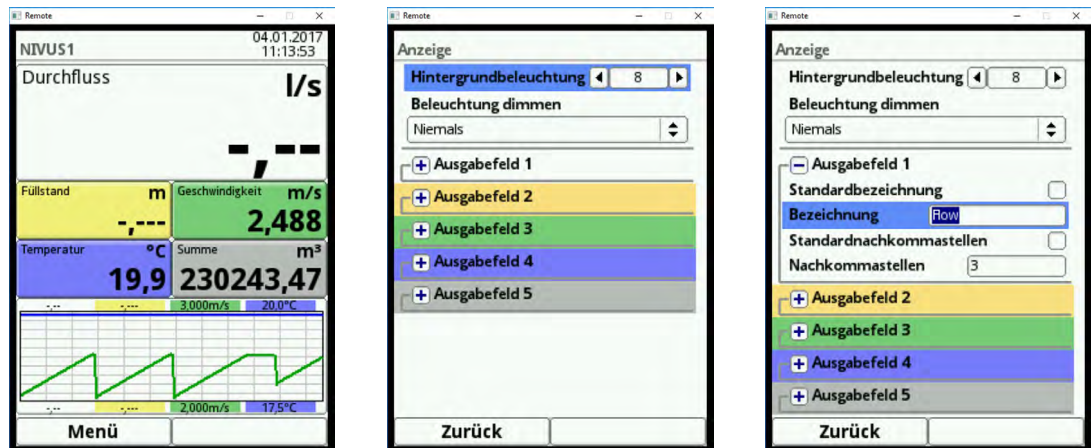 Remote
NIVUS1
04.01.2017
11:13:53
Durchfluss
l/s
-,--
Füllstand m
-,---
Geschwindigkeit m/s
2,488
Temperatur °C
19,9
Summe m³
230243,47
-,-- -,--- 3,000m/s 20,0°C
-,-- -,--- 2,000m/s 17,5°C
Menü
Remote
Anzeige
Hintergrundbeleuchtung 8
Beleuchtung dimmen
Niemals
Ausgabefeld 1
Ausgabefeld 2
Ausgabefeld 3
Ausgabefeld 4
Ausgabefeld 5
Zurück
Remote
Anzeige
Hintergrundbeleuchtung 8
Beleuchtung dimmen
Niemals
Ausgabefeld 1
Standardbezeichnung
Bezeichnung Flow
Standardnachkommastellen
Nachkommastellen 3
Ausgabefeld 2
Ausgabefeld 3
Ausgabefeld 4
Ausgabefeld 5
Zurück